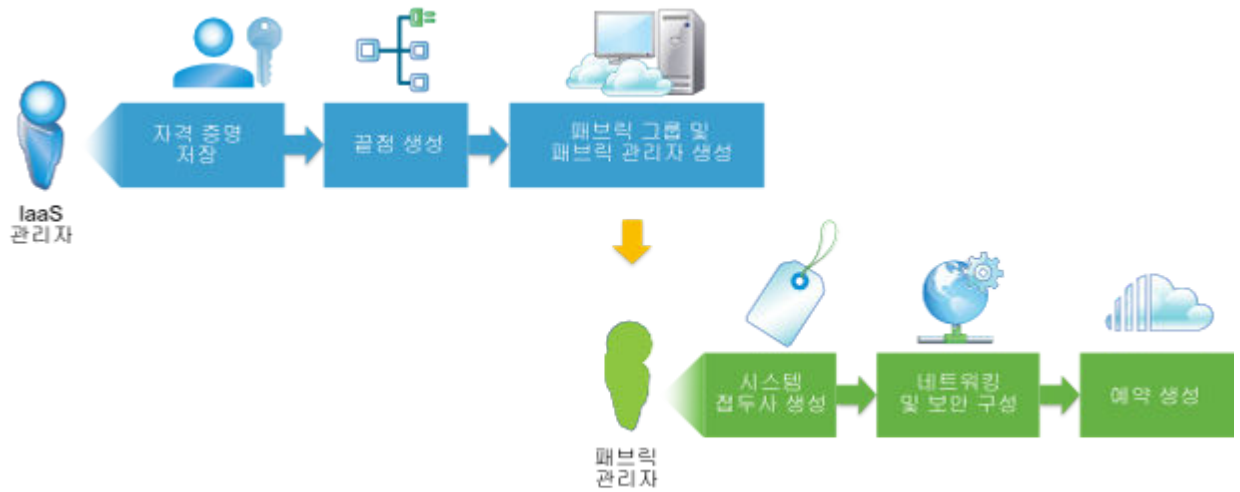 자격 증명
저장
끝점 생성
패브릭 그룹 및
패브릭 관리자 생성
IaaS
관리자
시스템
접두사 생성
네트워킹
및 보안 구성
예약 생성
패브릭
관리자